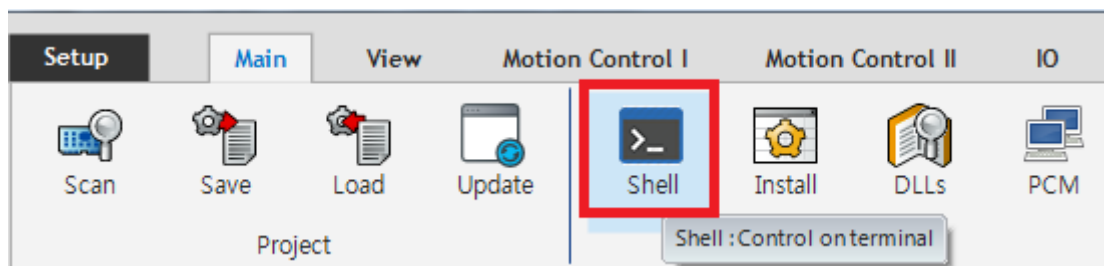 Setup Main View Motion Control I Motion Control II IO
>_
Scan Save Load Update Shell Install DLLs PCM
Project
Shell : Control on terminal